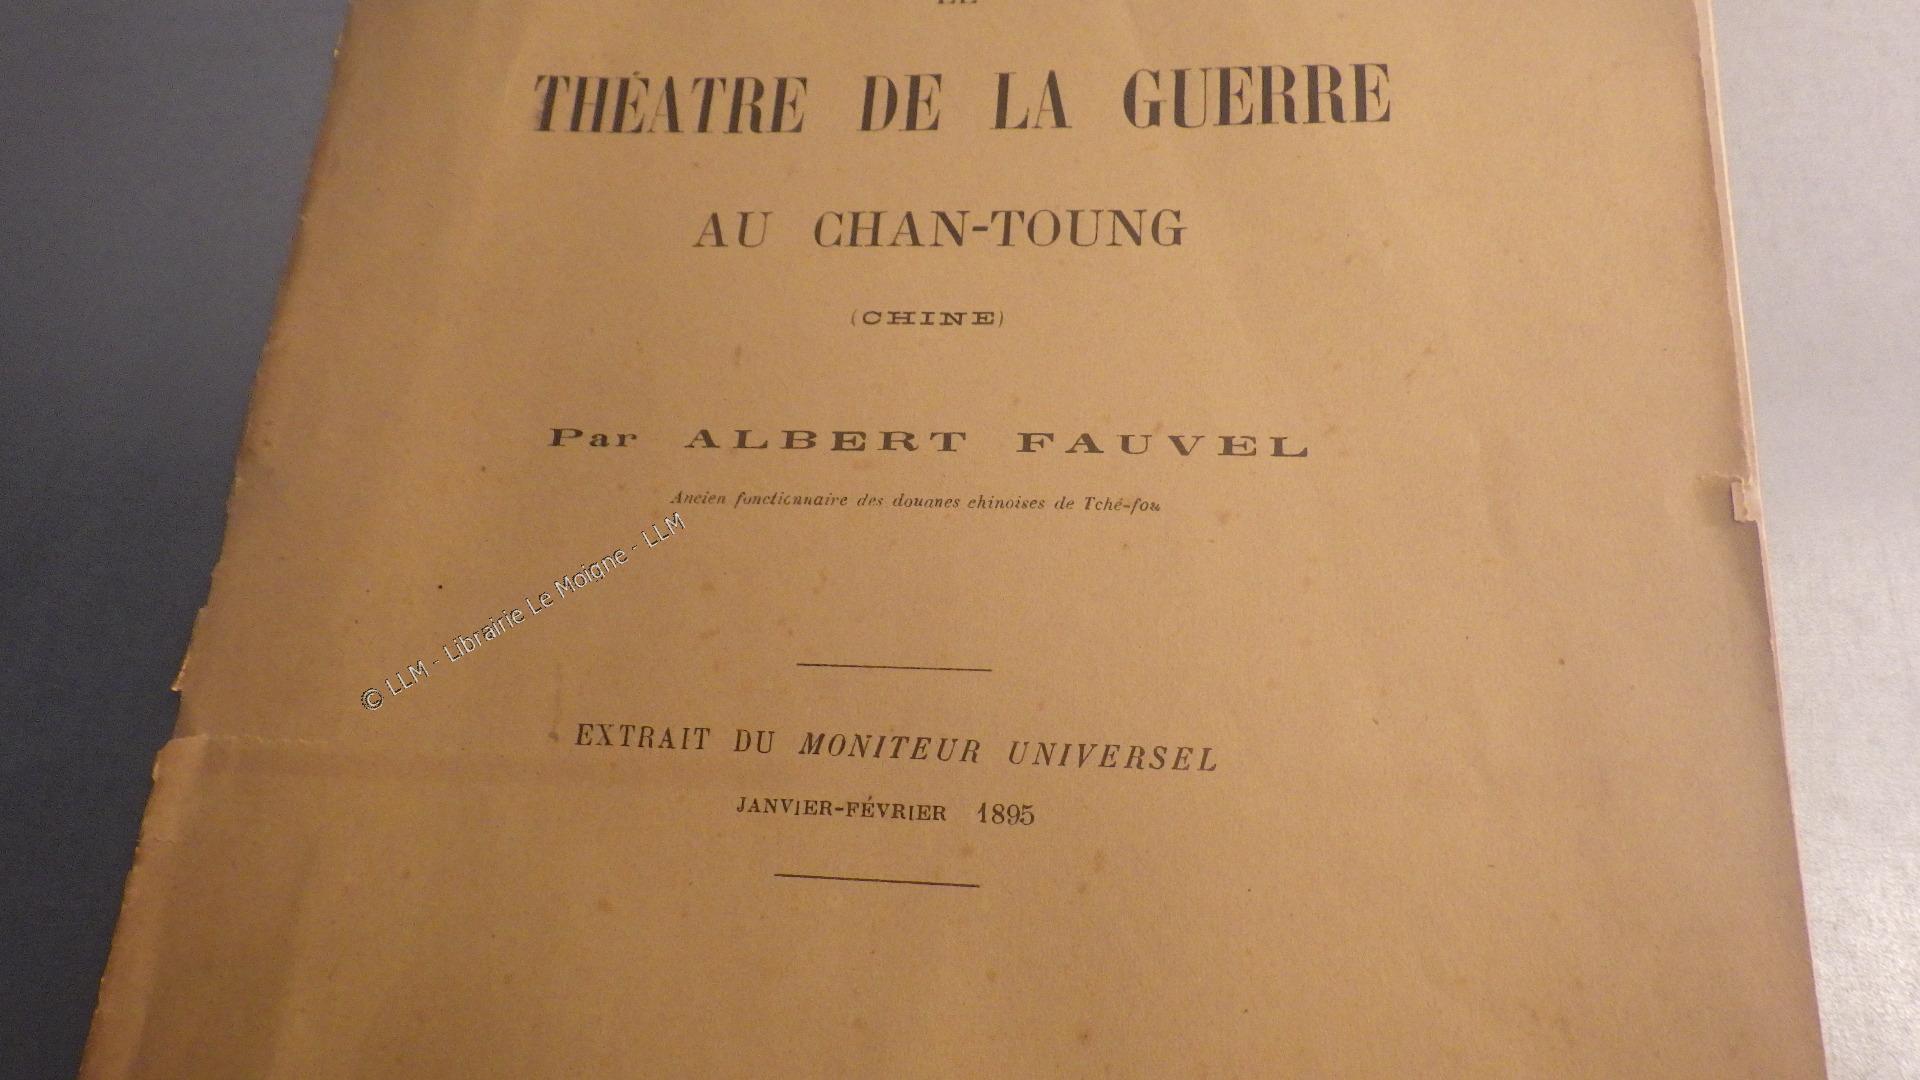 LE
THÉATRE DE LA GUERRE
AU CHAN-TOUNG
(CHINE)
Par ALBERT FAUVEL
Ancien fonctionnaire des douanes chinoises de Tché-fou
© LLM - Librairie Le Moigne - LLM
EXTRAIT DU MONITEUR UNIVERSEL
JANVIER-FÉVRIER 1895